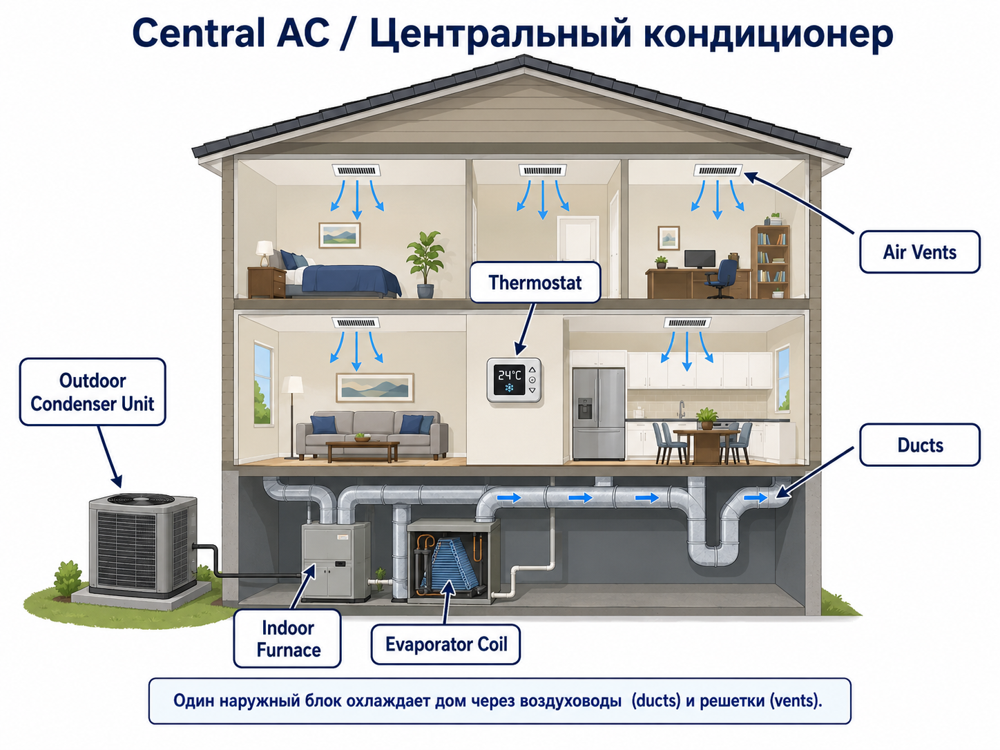 Central AC / Центральный кондиционер
Air Vents
Thermostat
24°C
Outdoor
Condenser Unit
Ducts
Indoor
Furnace
Evaporator Coil
Один наружный блок охлаждает дом через воздуховоды (ducts) и решетки (vents).